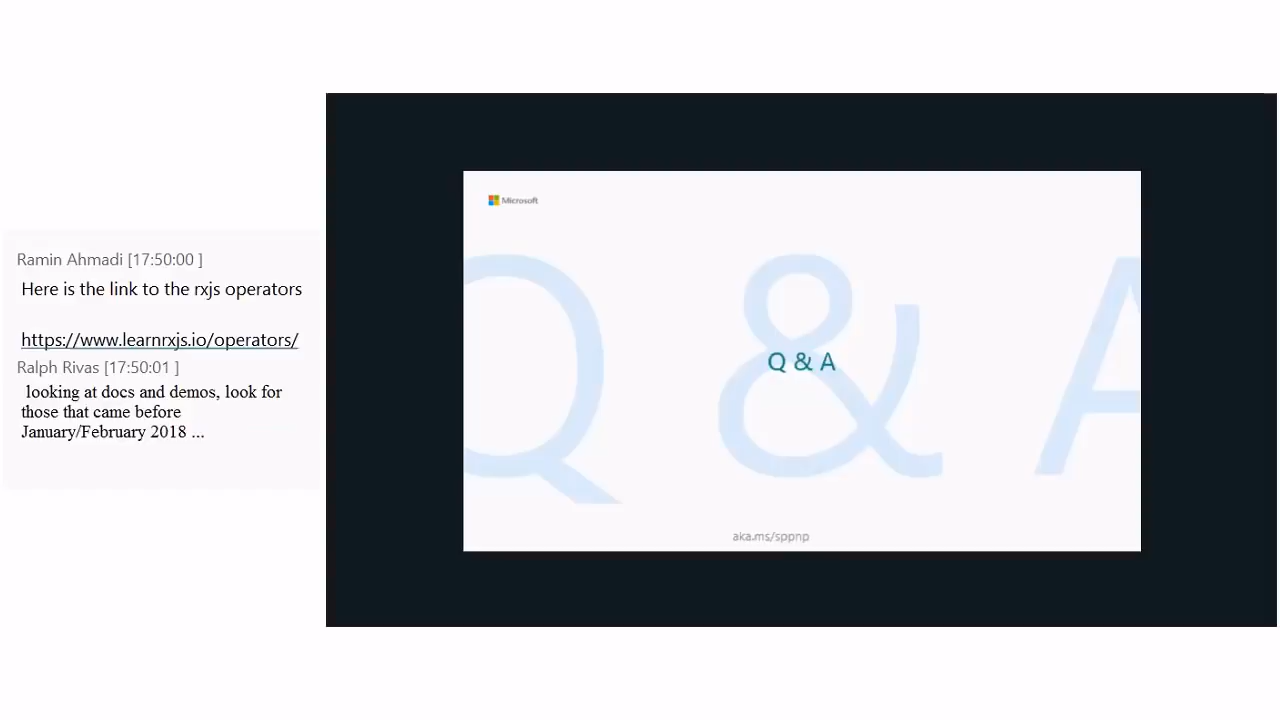 Ramin Ahmadi [17:50:00 ]
Here is the link to the rxjs operators
https://www.learnrxjs.io/operators/
Ralph Rivas [17:50:01 ]
looking at docs and demos, look for
those that came before
January/February 2018 ...
Microsoft
Q & A
Q & A
aka.ms/sppnp